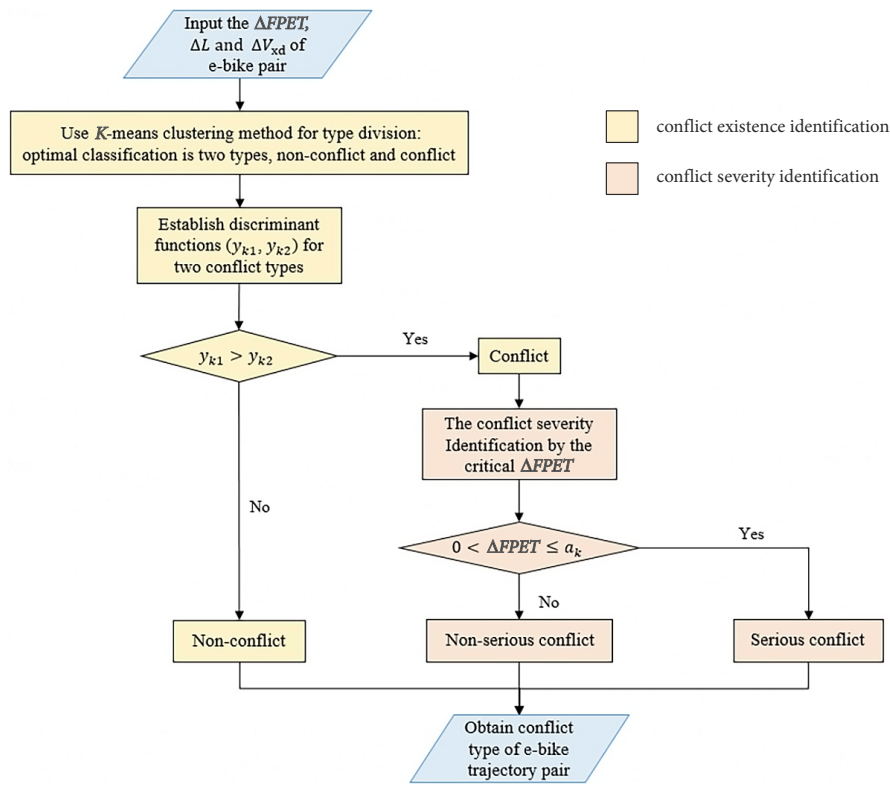 Input the ΔFPET,
ΔL and ΔVxd of
e-bike pair
Use K-means clustering method for type division:
optimal classification is two types, non-conflict and conflict
conflict existence identification
conflict severity identification
Establish discriminant
functions (yk1, yk2) for
two conflict types
yk1 > yk2
Yes
Conflict
The conflict severity
Identification by the
critical ΔFPET
No
0 < ΔFPET ≤ ak
Yes
No
Non-conflict
Non-serious conflict
Serious conflict
Obtain conflict
type of e-bike
trajectory pair